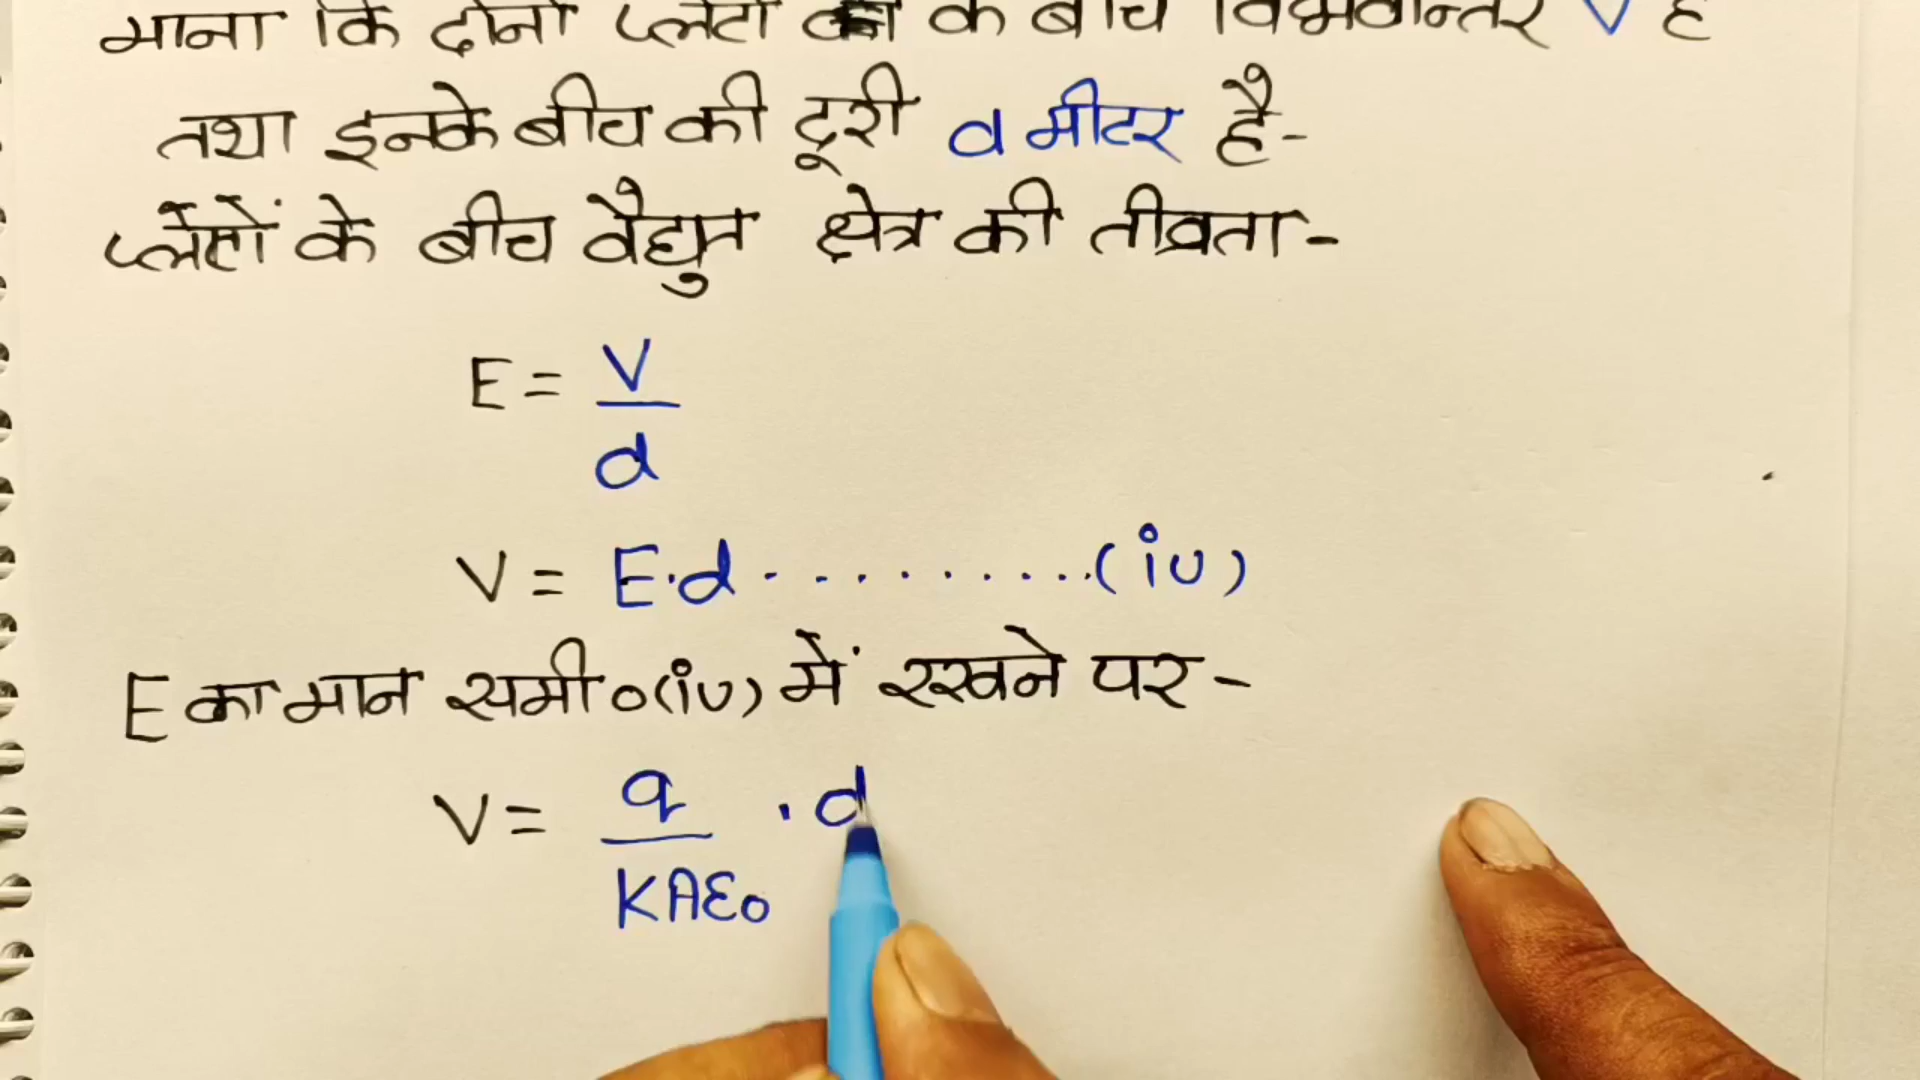 माना कि दोनों प्लेटों के बीच विभवान्तर V है
तथा इनके बीच की दूरी d मीटर है-
प्लेटों के बीच वैद्युत क्षेत्र की तीव्रता-
E = V/d
V = E.d ............(iv)
E का मान समी०(iv) में रखने पर-
V = q/KAε₀ . d